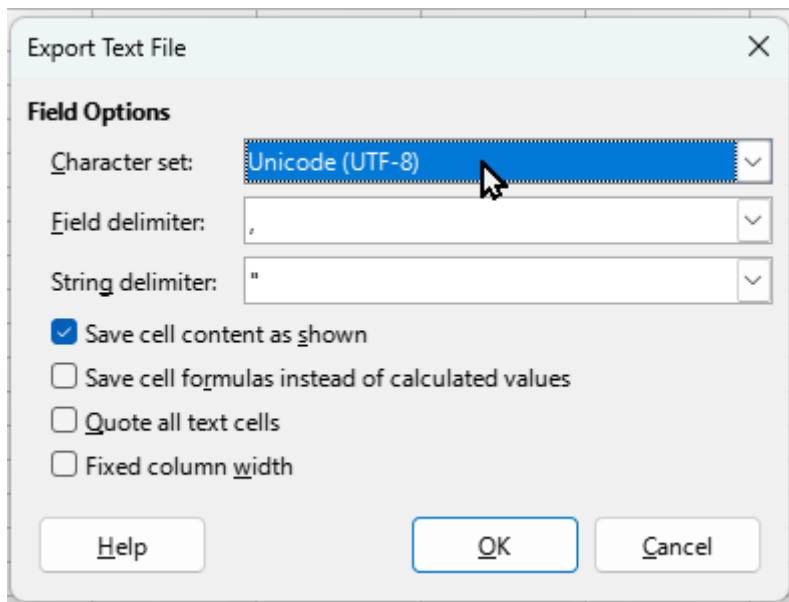 Export Text File
Field Options
Character set: Unicode (UTF-8)
Field delimiter: ,
String delimiter: "
Save cell content as shown
Save cell formulas instead of calculated values
Quote all text cells
Fixed column width
Help OK Cancel